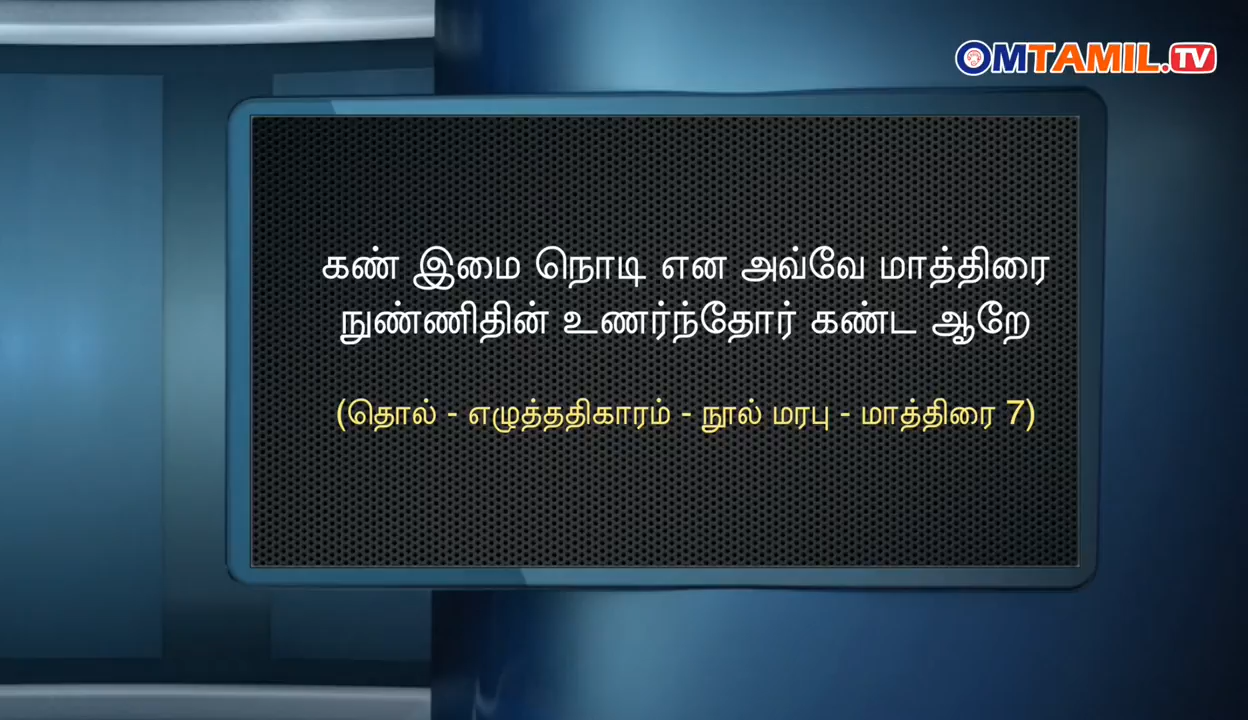 OMTAMIL.TV
கண் இமை நொடி என அவ்வே மாத்திரை
நுண்ணிதின் உணர்ந்தோர் கண்ட ஆறே
(தொல் - எழுத்ததிகாரம் - நூல் மரபு - மாத்திரை 7)